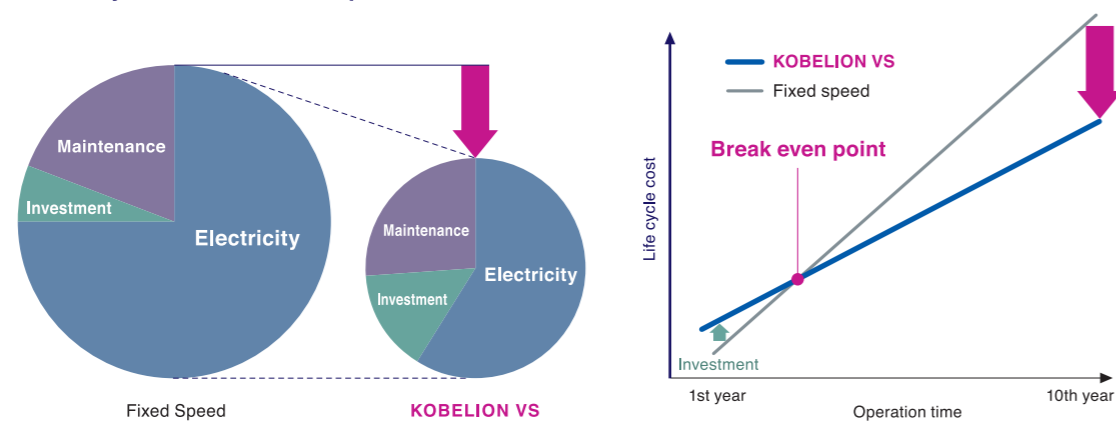 Maintenance
Investment
Electricity
Fixed Speed
Maintenance
Investment
Electricity
KOBELION VS
KOBELION VS
Fixed speed
Break even point
Life cycle cost
Investment
1st year
10th year
Operation time